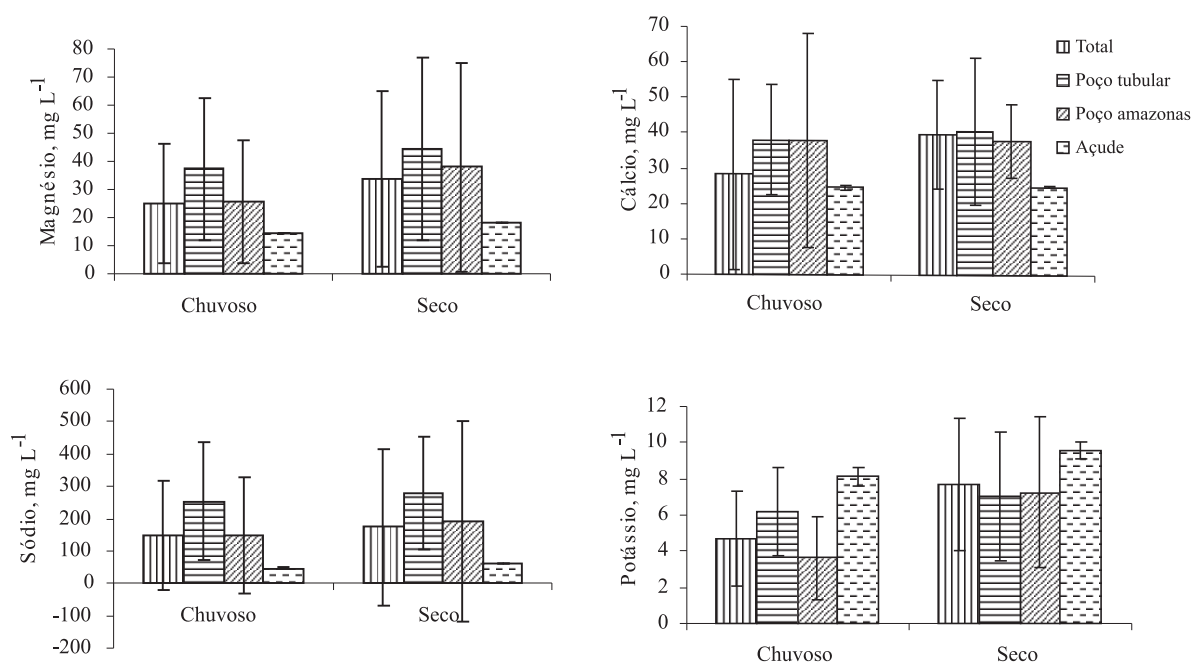 Magnésio, mg L-1
80
70
60
50
40
30
20
10
0
Chuvoso
Seco
Cálcio, mg L-1
70
60
50
40
30
20
10
0
Chuvoso
Seco
Total
Poço tubular
Poço amazonas
Açude
Sódio, mg L-1
600
500
400
300
200
100
0
-100
-200
Chuvoso
Seco
Potássio, mg L-1
12
10
8
6
4
2
0
Chuvoso
Seco